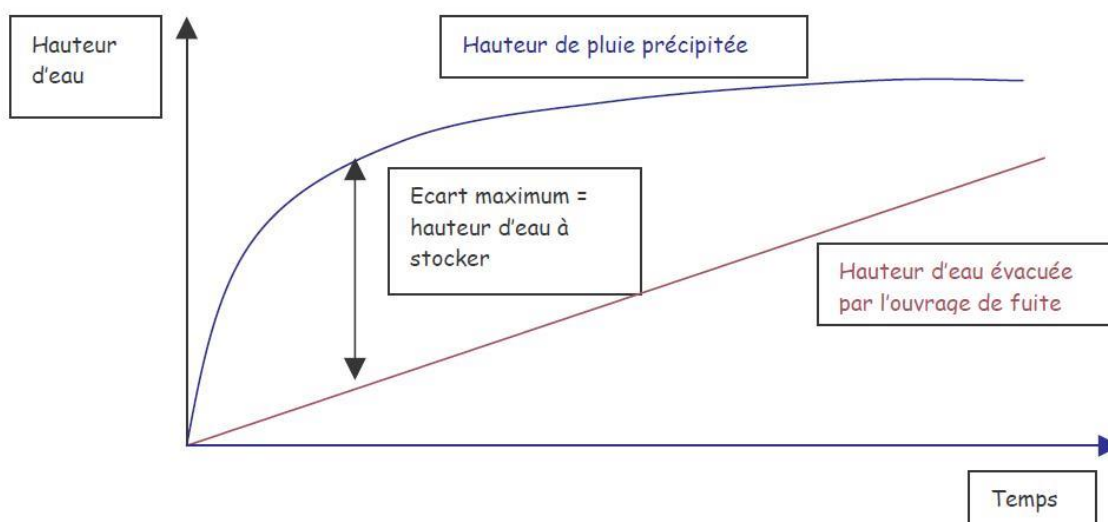 Hauteur
d'eau
Hauteur de pluie précipitée
Ecart maximum =
hauteur d'eau à
stocker
Hauteur d'eau évacuée
par l'ouvrage de fuite
Temps